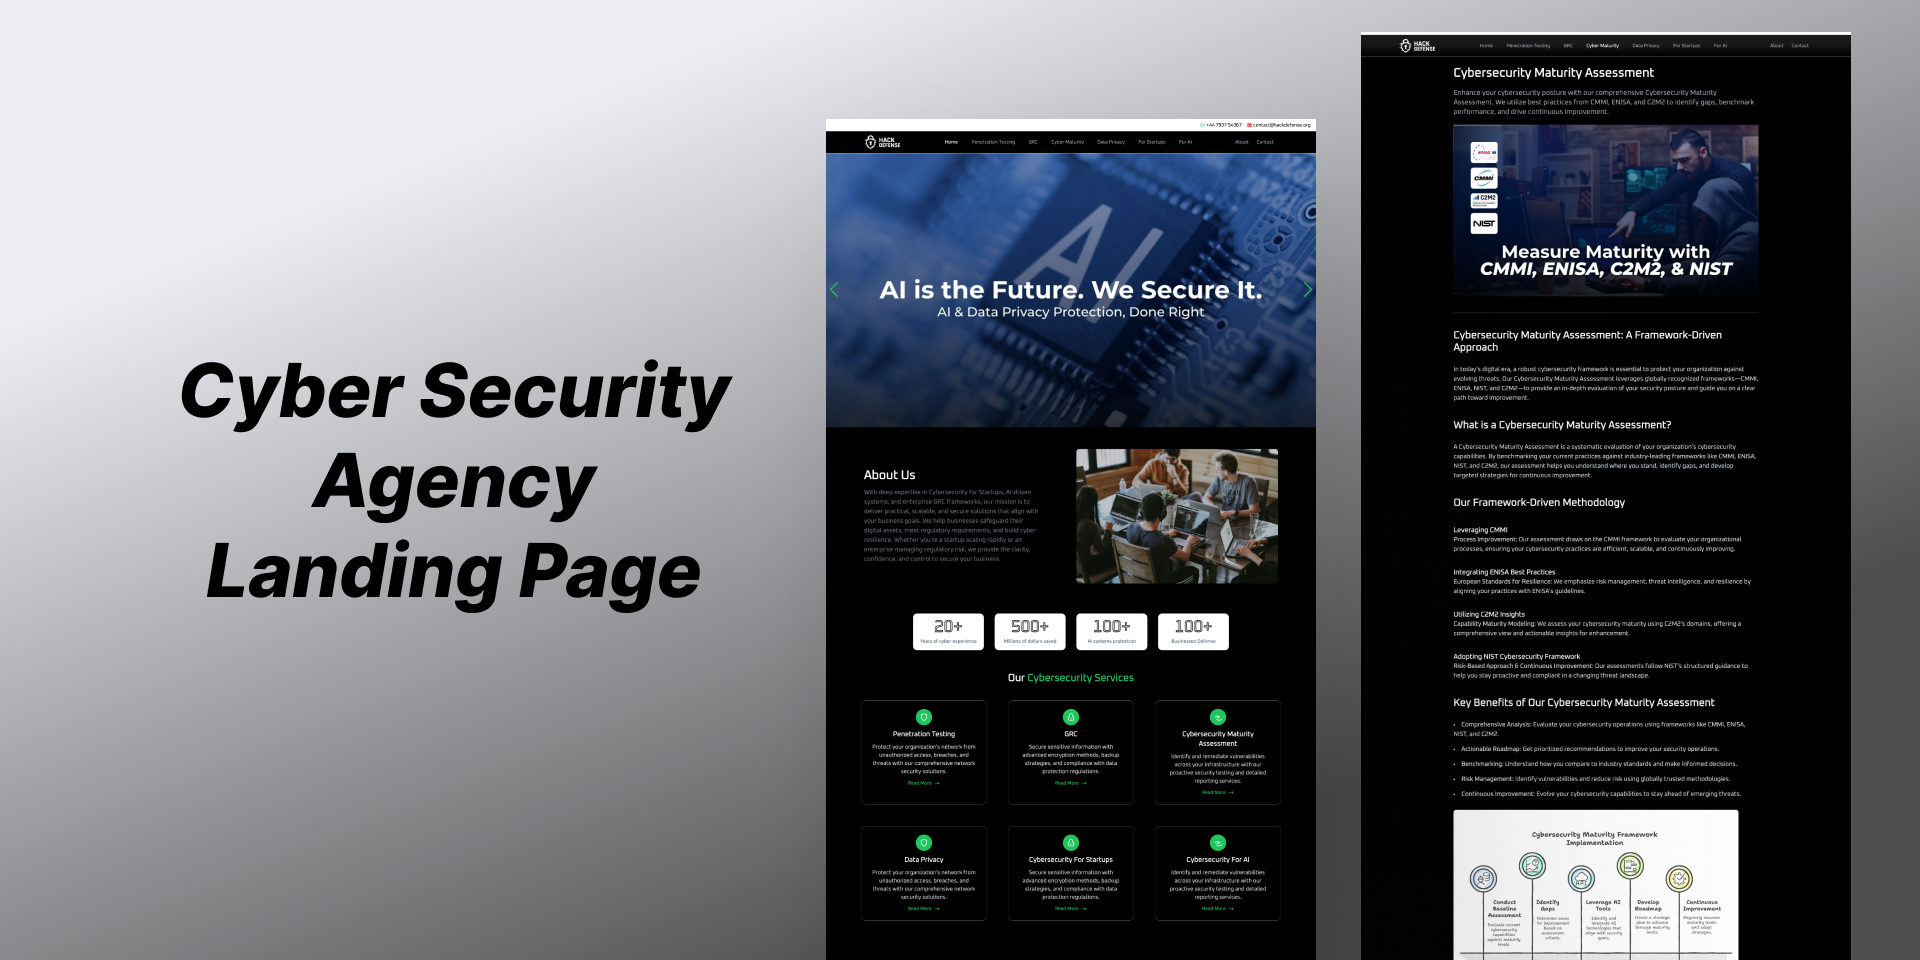 Cyber Security
Agency
Landing Page
+44 7937 54367 contact@hackdefense.org
HACK
DEFENSE
Home Penetration Testing GRC Cyber Maturity Data Privacy For Startups For AI About Contact
AI
AI is the Future. We Secure It.
AI & Data Privacy Protection, Done Right
About Us
With deep expertise in Cybersecurity for Startups, AI-driven
systems, and enterprise GRC frameworks, our mission is to
deliver practical, scalable, and secure solutions that align with
your business goals. We help businesses safeguard their
digital assets, meet regulatory requirements, and build cyber
resilience. Whether you're a startup scaling rapidly or an
enterprise managing regulatory risk, we provide the clarity,
confidence, and control to secure your business.
20+
Years of cyber experience
500+
Millions of dollars saved
100+
AI systems protection
100+
Businesses Defense
Our Cybersecurity Services
Penetration Testing
Protect your organization's network from
unauthorized access, breaches, and
threats with our comprehensive network
security solutions.
Read More →
GRC
Secure sensitive information with
advanced encryption methods, backup
strategies, and compliance with data
protection regulations.
Read More →
Cybersecurity Maturity
Assessment
Identify and remediate vulnerabilities
across your infrastructure with our
proactive security testing and detailed
reporting services.
Read More →
Data Privacy
Protect your organization's network from
unauthorized access, breaches, and
threats with our comprehensive network
security solutions.
Read More →
Cybersecurity For Startups
Secure sensitive information with
advanced encryption methods, backup
strategies, and compliance with data
protection regulations.
Read More →
Cybersecurity For AI
Identify and remediate vulnerabilities
across your infrastructure with our
proactive security testing and detailed
reporting services.
Read More →
HACK
DEFENSE
Home Penetration Testing GRC Cyber Maturity Data Privacy For Startups For AI About Contact
Cybersecurity Maturity Assessment
Enhance your cybersecurity posture with our comprehensive Cybersecurity Maturity
Assessment. We utilize best practices from CMMI, ENISA, and C2M2 to identify gaps, benchmark
performance, and drive continuous improvement.
enisa
CMMI
C2M2
NIST
Measure Maturity with
CMMI, ENISA, C2M2, & NIST
Cybersecurity Maturity Assessment: A Framework-Driven
Approach
In today's digital era, a robust cybersecurity framework is essential to protect your organization against
evolving threats. Our Cybersecurity Maturity Assessment leverages globally recognized frameworks—CMMI,
ENISA, NIST, and C2M2—to provide an in-depth evaluation of your security posture and guide you on a clear
path toward improvement.
What is a Cybersecurity Maturity Assessment?
A Cybersecurity Maturity Assessment is a systematic evaluation of your organization's cybersecurity
capabilities. By benchmarking your current practices against industry-leading frameworks like CMMI, ENISA,
NIST, and C2M2, our assessment helps you understand where you stand, identify gaps, and develop
targeted strategies for continuous improvement.
Our Framework-Driven Methodology
Leveraging CMMI
Process Improvement: Our assessment draws on the CMMI framework to evaluate your organizational
processes, ensuring your cybersecurity practices are efficient, scalable, and continuously improving.
Integrating ENISA Best Practices
European Standards for Resilience: We emphasize risk management, threat intelligence, and resilience by
aligning your practices with ENISA's guidelines.
Utilizing C2M2 Insights
Capability Maturity Modeling: We assess your cybersecurity maturity using C2M2's domains, offering a
comprehensive view and actionable insights for enhancement.
Adopting NIST Cybersecurity Framework
Risk-Based Approach & Continuous Improvement: Our assessments follow NIST's structured guidance to
help you stay proactive and compliant in a changing threat landscape.
Key Benefits of Our Cybersecurity Maturity Assessment
• Comprehensive Analysis: Evaluate your cybersecurity operations using frameworks like CMMI, ENISA,
NIST, and C2M2.
• Actionable Roadmap: Get prioritized recommendations to improve your security operations.
• Benchmarking: Understand how you compare to industry standards and make informed decisions.
• Risk Management: Identify vulnerabilities and reduce risk using globally trusted methodologies.
• Continuous Improvement: Evolve your cybersecurity capabilities to stay ahead of emerging threats.
Cybersecurity Maturity Framework
Implementation
Conduct
Baseline
Assessment
Evaluate current
cybersecurity
capabilities
against maturity
levels.
Identify
Gaps
Determine areas
for improvement
based on
assessment
criteria.
Leverage AI
Tools
Identify and
integrate AI
technologies that
align with security
goals.
Develop
Roadmap
Create a strategic
plan to advance
through maturity
levels.
Continuous
Improvement
Regularly reassess
maturity levels
and adapt
strategies.